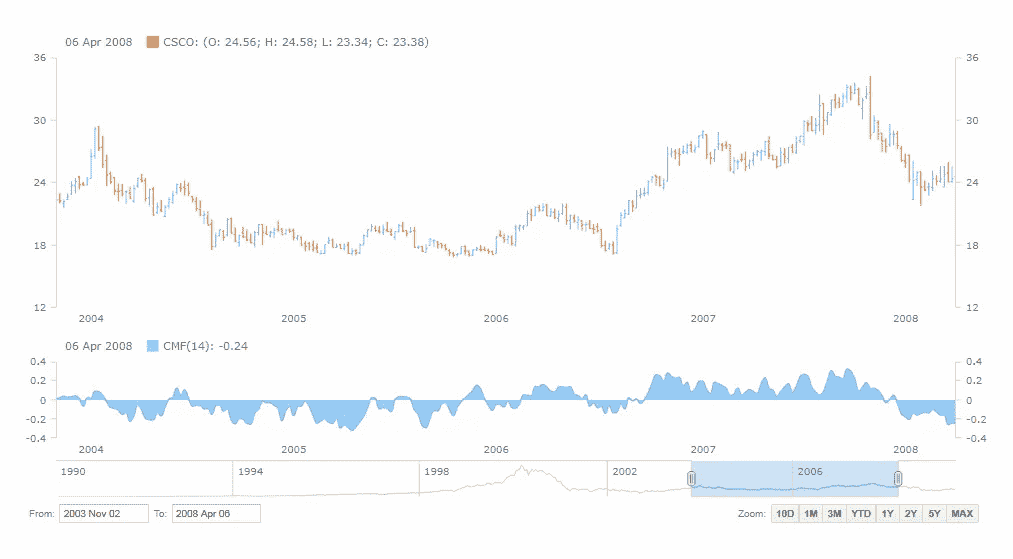 06 Apr 2008 CSCO: (O: 24.56; H: 24.58; L: 23.34; C: 23.38)
36 36
30 30
24 24
18 18
12 12
2004 2005 2006 2007 2008
06 Apr 2008 CMF(14): -0.24
0.4 0.4
0.2 0.2
0 0
-0.2 -0.2
-0.4 -0.4
2004 2005 2006 2007 2008
1990 1994 1998 2002 2006
From: 2003 Nov 02 To: 2008 Apr 06 Zoom: 10D 1M 3M YTD 1Y 2Y 5Y MAX